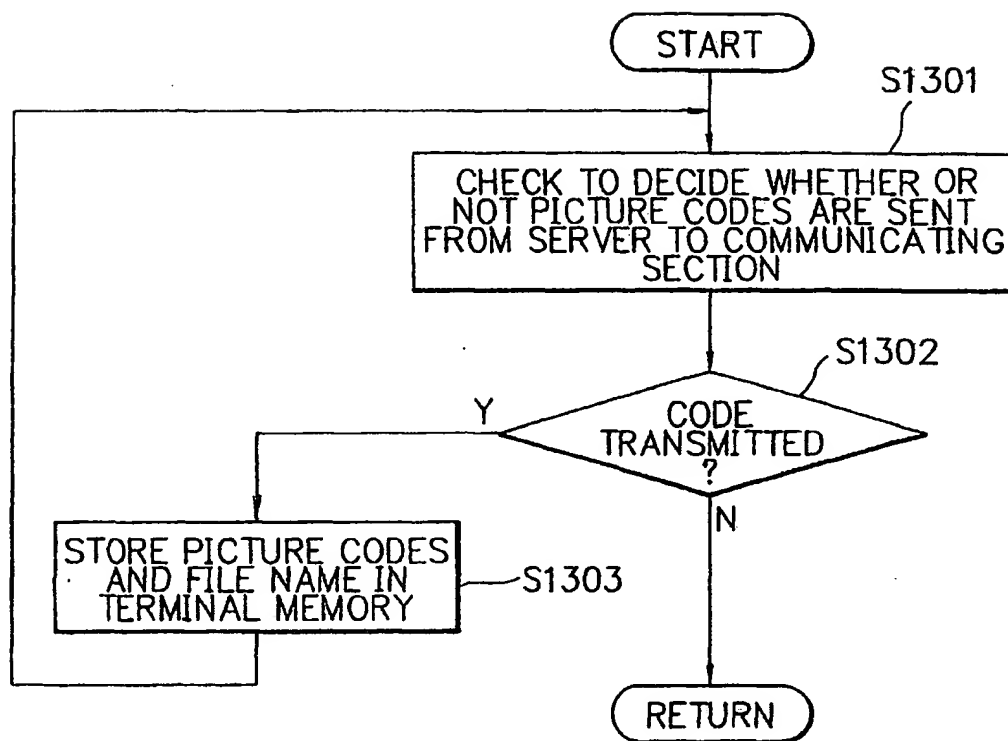 START
S1301
CHECK TO DECIDE WHETHER OR
NOT PICTURE CODES ARE SENT
FROM SERVER TO COMMUNICATING
SECTION
S1302
Y
CODE
TRANSMITTED
?
N
STORE PICTURE CODES
AND FILE NAME IN
TERMINAL MEMORY
S1303
RETURN